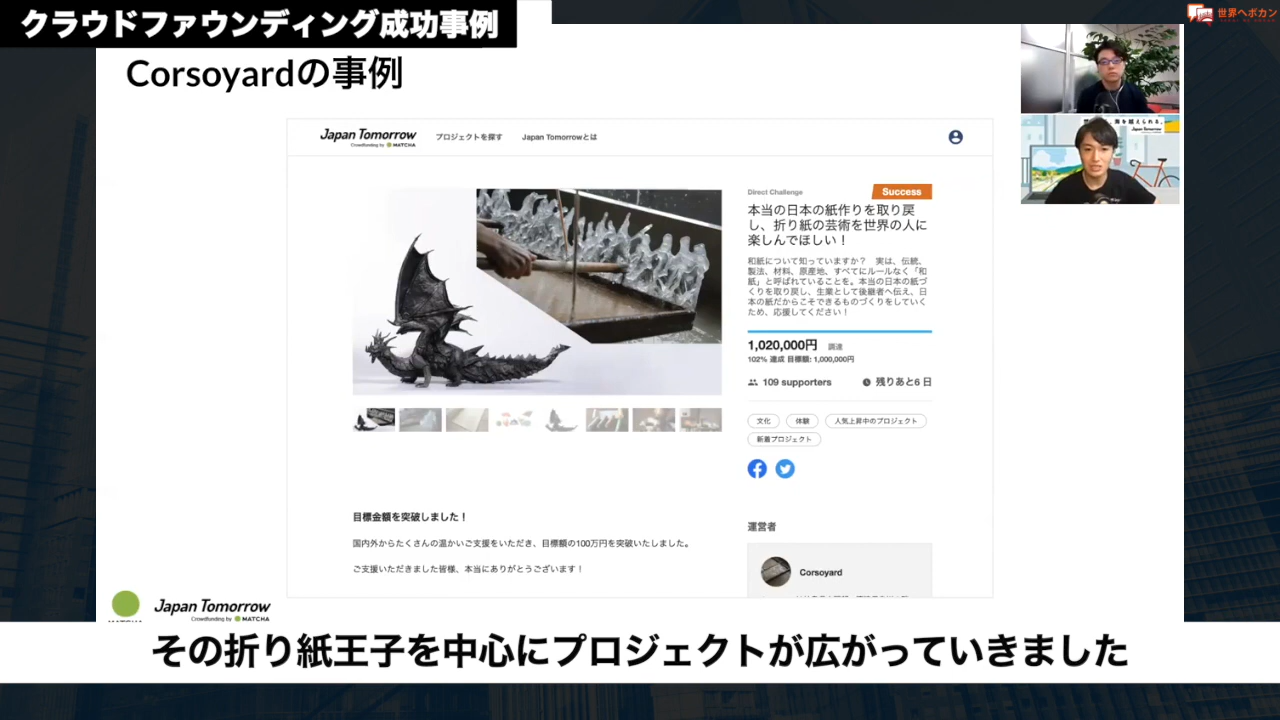 クラウドファウンディング成功事例
世界へボカン
Corsoyardの事例
Japan Tomorrow
Crowdfunding by MATCHA
プロジェクトを探す
Japan Tomorrowとは
Direct Challenge
Success
本当の日本の紙作りを取り戻
し、折り紙の芸術を世界の人に
楽しんでほしい！
和紙について知っていますか？　実は、伝統、
製法、材料、原産地、すべてにルールなく「和
紙」と呼ばれていることを。本当の日本の紙づ
くりを取り戻し、生業として後継者へ伝え、日
本の紙だからこそできるものづくりをしていく
ため、応援してください！
1,020,000円 調達
102% 達成 目標額: 1,000,000円
109 supporters 残りあと6 日
文化 体験 人気上昇中のプロジェクト
新着プロジェクト
目標金額を突破しました！
国内外からたくさんの温かいご支援をいただき、目標額の100万円を突破いたしました。
ご支援いただきました皆様、本当にありがとうございます！
運営者
Corsoyard
Japan Tomorrow
Crowdfunding by MATCHA
その折り紙王子を中心にプロジェクトが広がっていきました